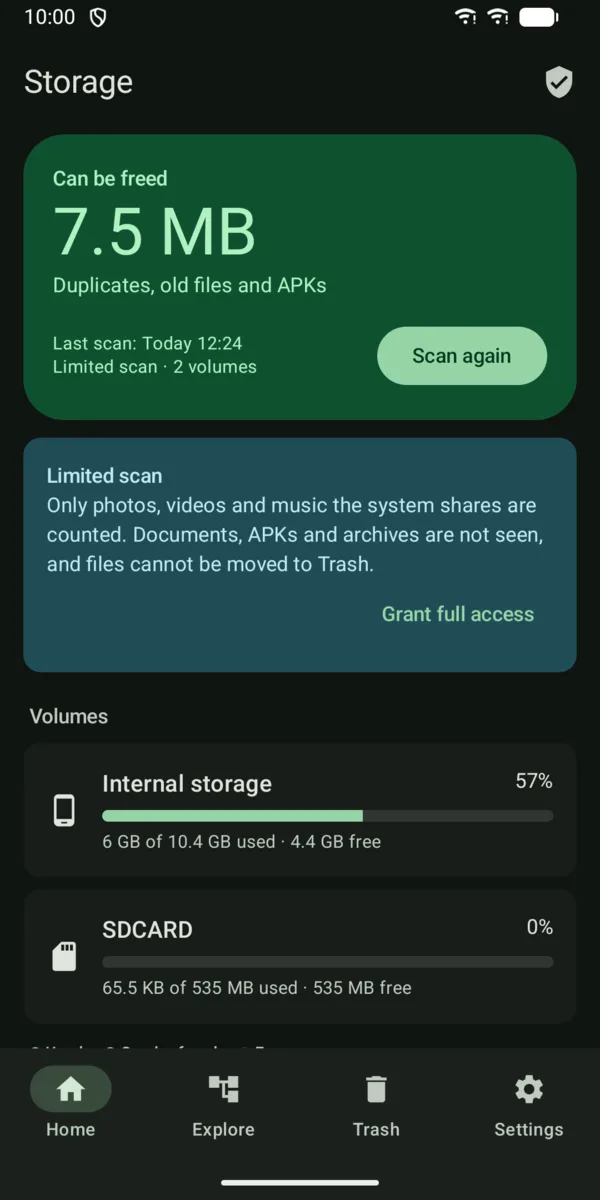 10:00
Storage
Can be freed
7.5 MB
Duplicates, old files and APKs
Last scan: Today 12:24
Limited scan · 2 volumes
Scan again
Limited scan
Only photos, videos and music the system shares are
counted. Documents, APKs and archives are not seen,
and files cannot be moved to Trash.
Grant full access
Volumes
Internal storage
57%
6 GB of 10.4 GB used · 4.4 GB free
SDCARD
0%
65.5 KB of 535 MB used · 535 MB free
Home
Explore
Trash
Settings